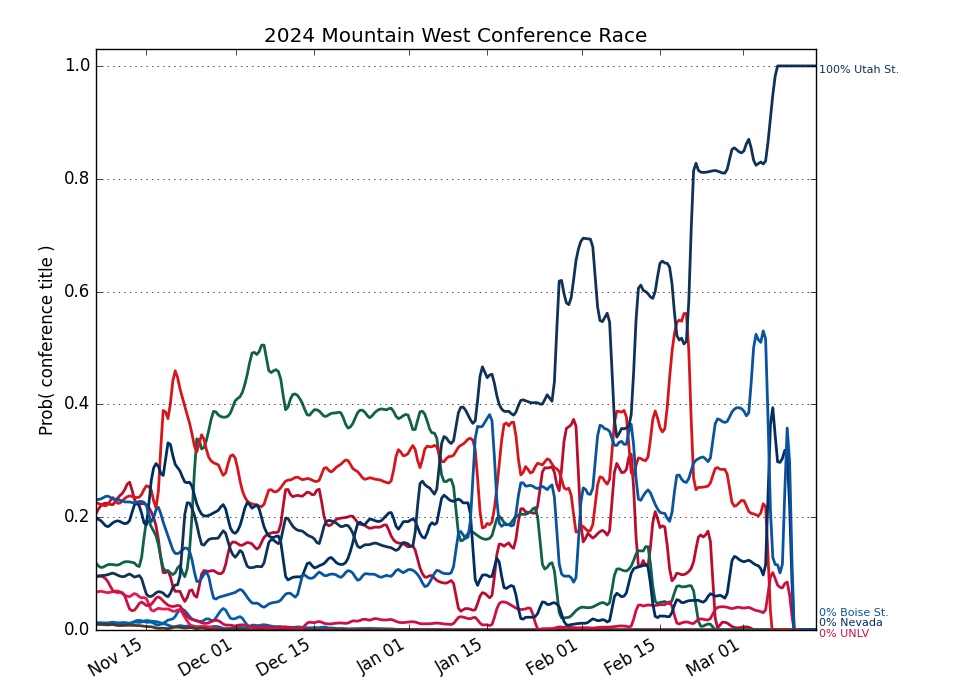 2024 Mountain West Conference Race
Prob( conference title )
1.0
0.8
0.6
0.4
0.2
0.0
Nov 15
Dec 01
Dec 15
Jan 01
Jan 15
Feb 01
Feb 15
Mar 01
100% Utah St.
0% Boise St.
0% Nevada
0% UNLV